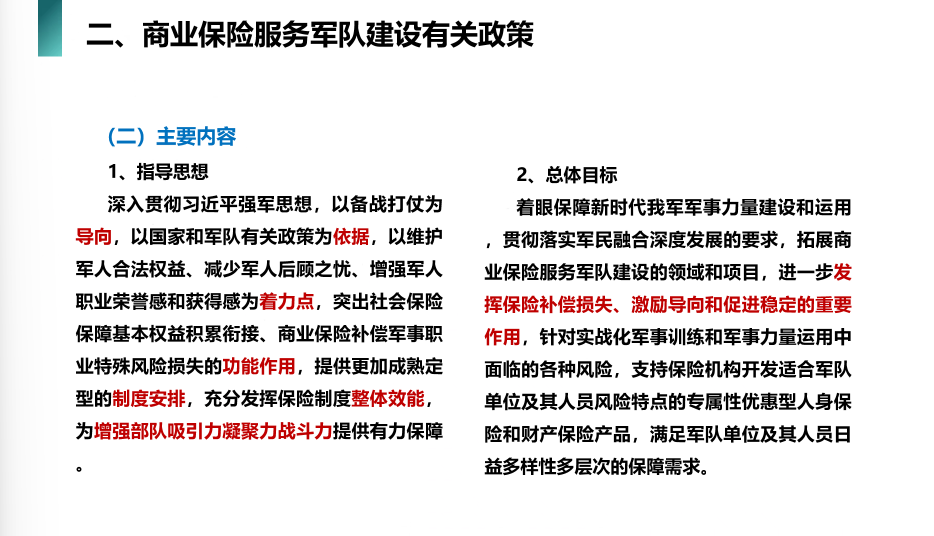 二、商业保险服务军队建设有关政策
（二）主要内容
1、指导思想
深入贯彻习近平强军思想，以备战打仗为
导向，以国家和军队有关政策为依据，以维护
军人合法权益、减少军人后顾之忧、增强军人
职业荣誉感和获得感为着力点，突出社会保险
保障基本权益积累衔接、商业保险补偿军事职
业特殊风险损失的功能作用，提供更加成熟定
型的制度安排，充分发挥保险制度整体效能，
为增强部队吸引力凝聚力战斗力提供有力保障
。
2、总体目标
着眼保障新时代我军军事力量建设和运用
，贯彻落实军民融合深度发展的要求，拓展商
业保险服务军队建设的领域和项目，进一步发
挥保险补偿损失、激励导向和促进稳定的重要
作用，针对实战化军事训练和军事力量运用中
面临的各种风险，支持保险机构开发适合军队
单位及其人员风险特点的专属性优惠型人身保
险和财产保险产品，满足军队单位及其人员日
益多样性多层次的保障需求。